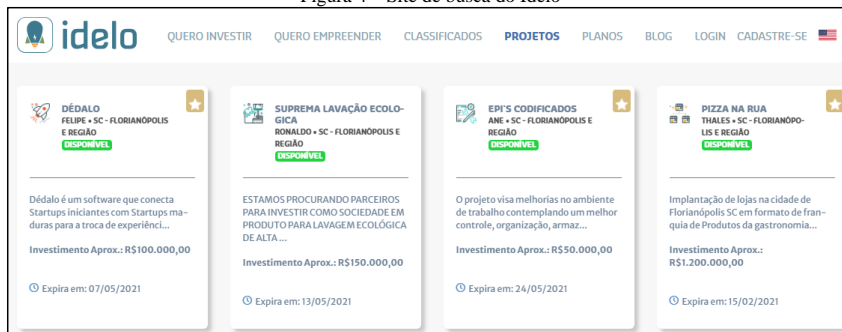 Figura 4 - Site de busca do Idelo
idelo QUERO INVESTIR QUERO EMPREENDER CLASSIFICADOS PROJETOS PLANOS BLOG LOGIN CADASTRE-SE
DÉDALO
FELIPE • SC - FLORIANÓPOLIS
E REGIÃO
DISPONÍVEL
Dédalo é um software que conecta
Startups iniciantes com Startups ma-
duras para a troca de experiênci...
Investimento Aprox.: R$100.000,00
Expira em: 07/05/2021
SUPREMA LAVAÇÃO ECOLO-
GICA
RONALDO • SC - FLORIANÓPOLIS E
REGIÃO
DISPONÍVEL
ESTAMOS PROCURANDO PARCEIROS
PARA INVESTIR COMO SOCIEDADE EM
PRODUTO PARA LAVAGEM ECOLÓGICA
DE ALTA ...
Investimento Aprox.: R$150.000,00
Expira em: 13/05/2021
EPI'S CODIFICADOS
ANE • SC - FLORIANÓPOLIS E
REGIÃO
DISPONÍVEL
O projeto visa melhorias no ambiente
de trabalho contemplando um melhor
controle, organização, armaz...
Investimento Aprox.: R$50.000,00
Expira em: 24/05/2021
PIZZA NA RUA
THALES • SC - FLORIANÓPO-
LIS E REGIÃO
DISPONÍVEL
Implantação de lojas na cidade de
Florianópolis SC em formato de fran-
quia de Produtos da gastronomia...
Investimento Aprox.:
R$1.200.000,00
Expira em: 15/02/2021